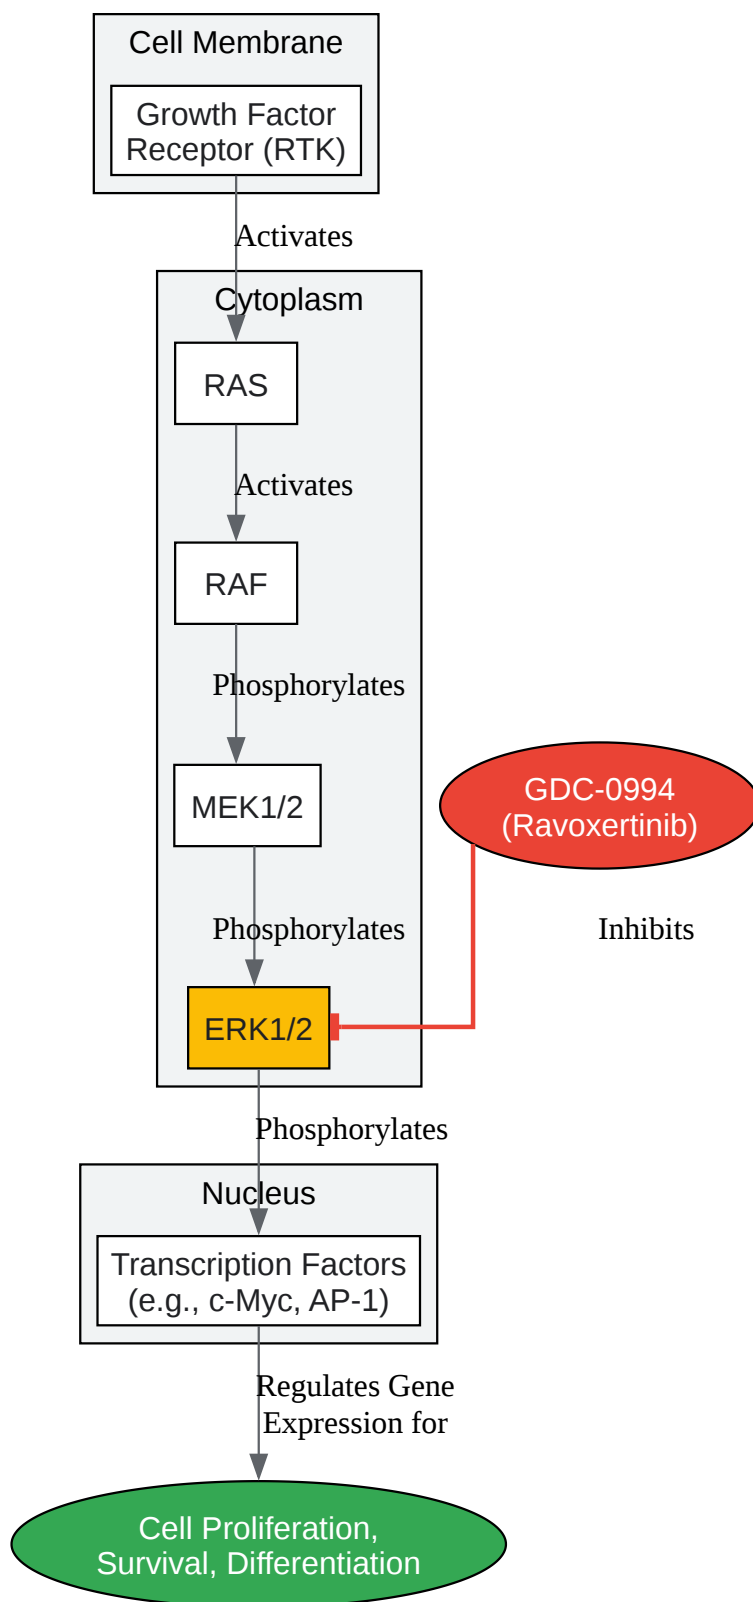 Cell Membrane
Growth Factor
Receptor (RTK)
Activates
Cytoplasm
RAS
Activates
RAF
Phosphorylates
MEK1/2
GDC-0994
(Ravoxertinib)
Phosphorylates
Inhibits
ERK1/2
Phosphorylates
Nucleus
Transcription Factors
(e.g., c-Myc, AP-1)
Regulates Gene
Expression for
Cell Proliferation,
Survival, Differentiation